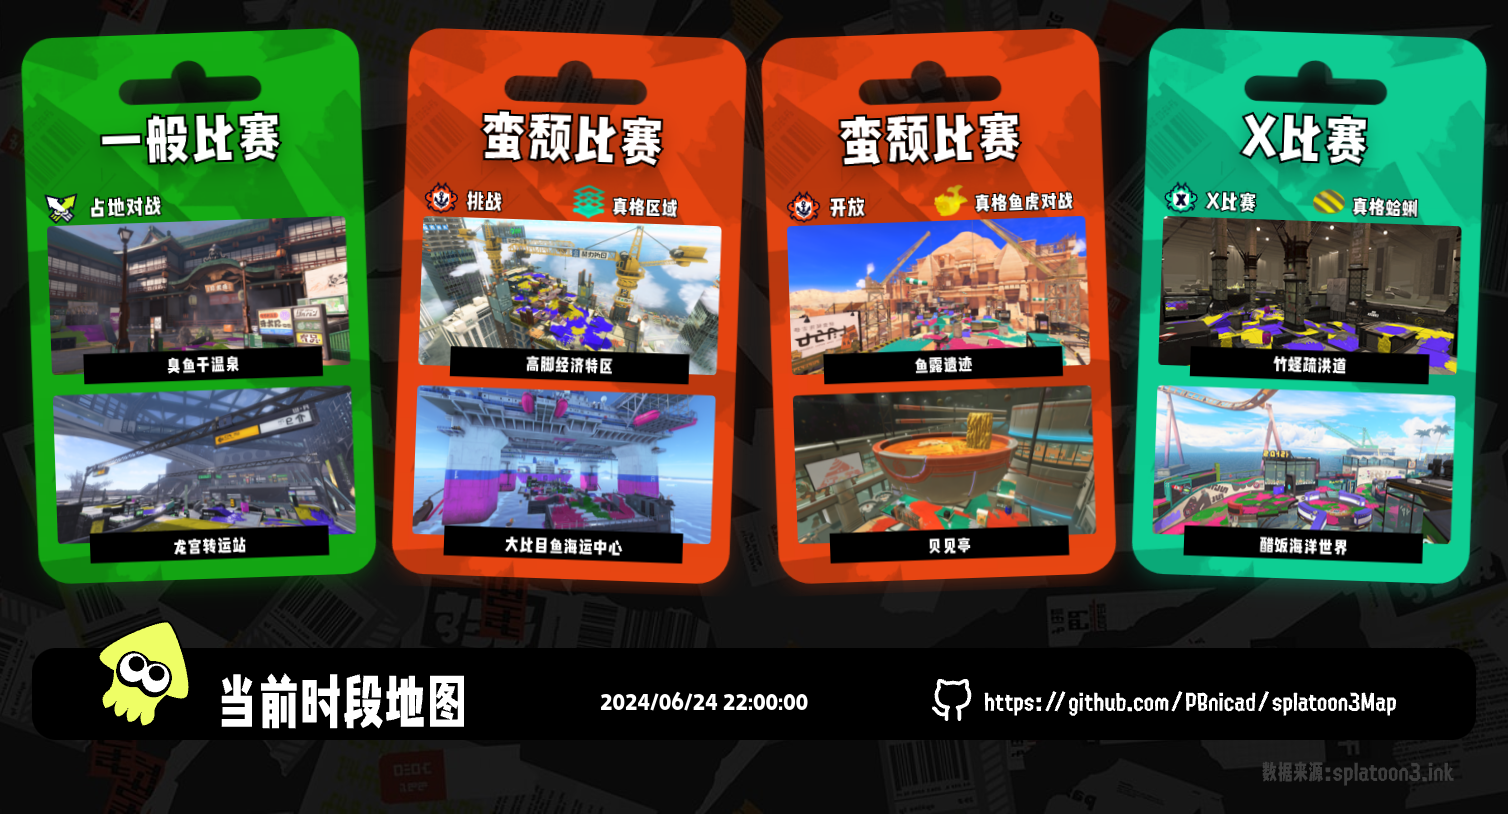 一般比赛
占地对战
臭鱼干温泉
龙宫转运站
蛮颓比赛
挑战
真格区域
高脚经济特区
大比目鱼海运中心
蛮颓比赛
开放
真格鱼虎对战
鱼露遗迹
贝贝亭
X比赛
X比赛
真格蛤蜊
竹蛏疏洪道
醋饭海洋世界
当前时段地图
2024/06/24 22:00:00
https://github.com/PBnicad/splatoon3Map
数据来源:splatoon3.ink